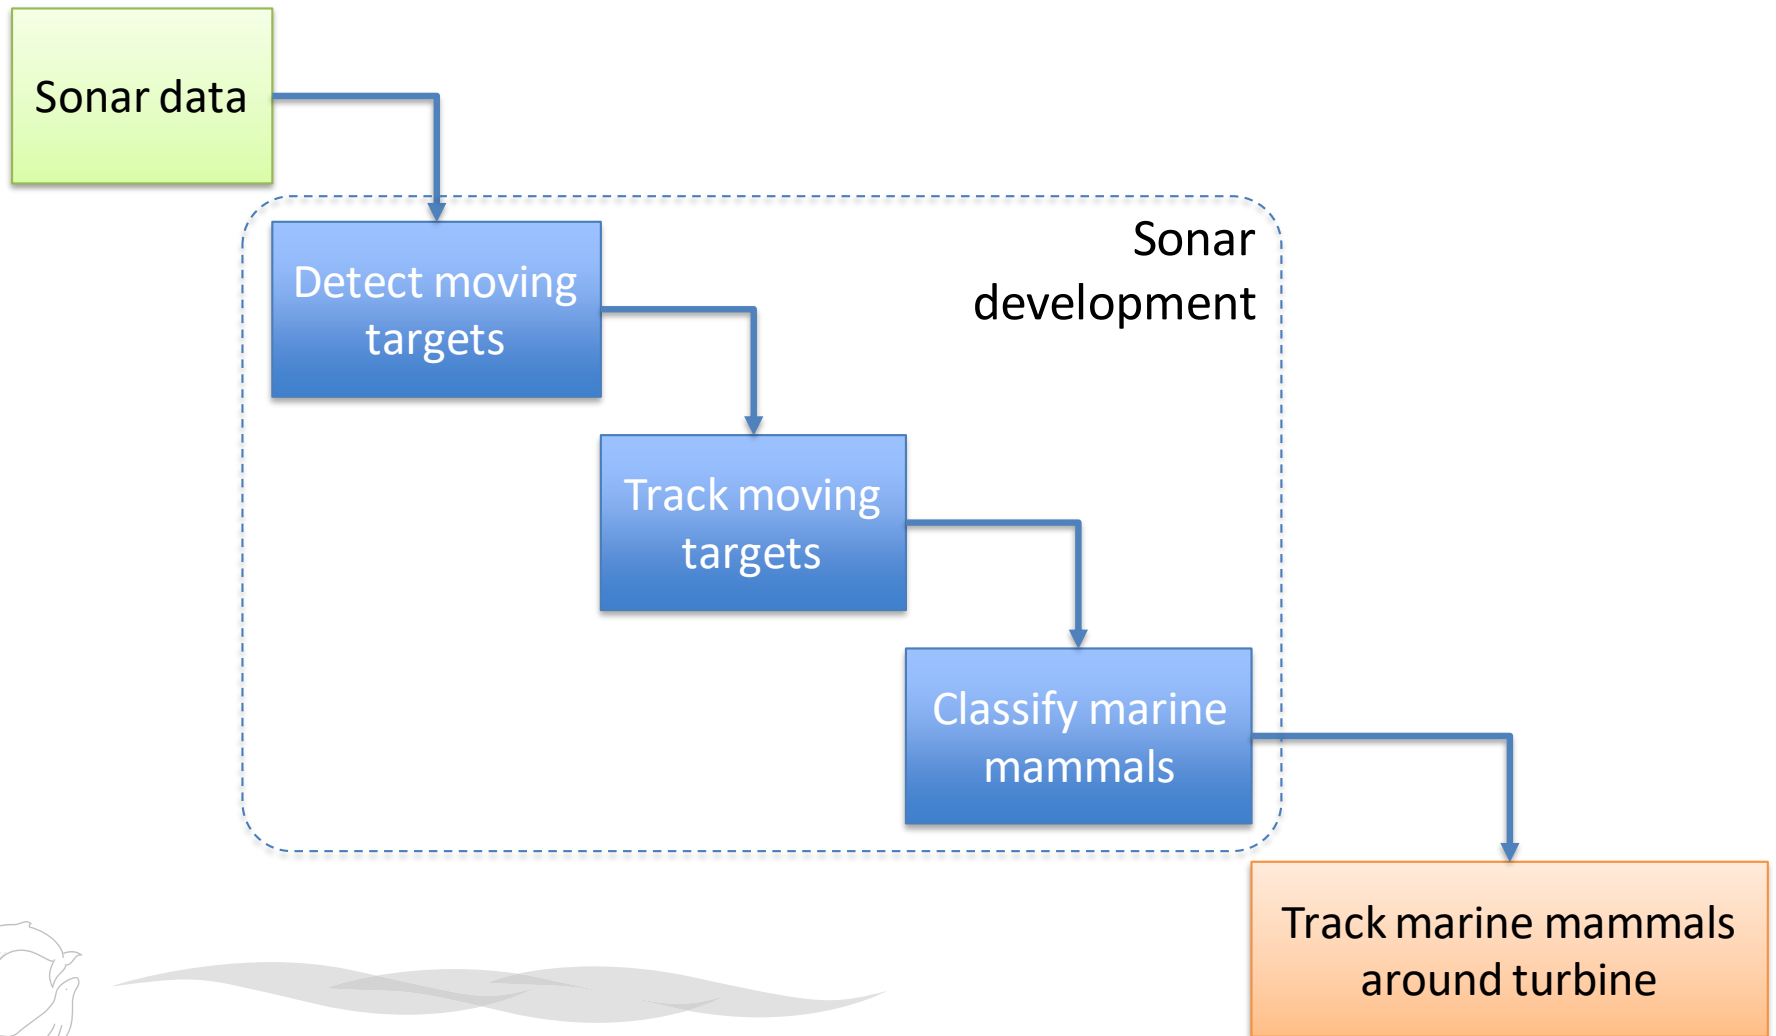 Sonar data
Sonar
development
Detect moving
targets
Track moving
targets
Classify marine
mammals
Track marine mammals
around turbine